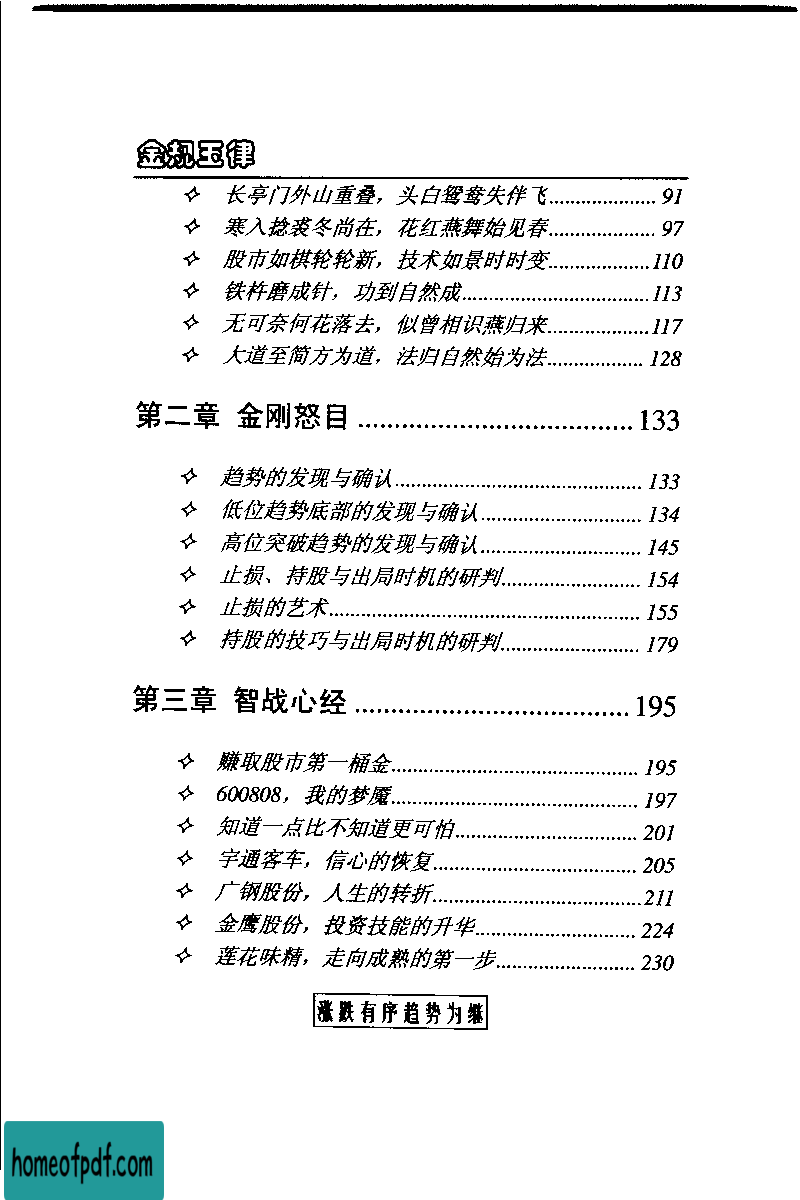 金规玉律
✧ 长亭门外山重叠，头白鸳鸯失伴飞.....................91
✧ 寒入捻裘冬尚在，花红燕舞始见春.....................97
✧ 股市如棋轮轮新，技术如景时时变....................110
✧ 铁杵磨成针，功到自然成.....................................113
✧ 无可奈何花落去，似曾相识燕归来....................117
✧ 大道至简方为道，法归自然始为法...................128
第二章 金刚怒目......................................133
✧ 趋势的发现与确认.................................................133
✧ 低位趋势底部的发现与确认................................134
✧ 高位突破趋势的发现与确认................................145
✧ 止损、持股与出局时机的研判............................154
✧ 止损的艺术..............................................................155
✧ 持股的技巧与出局时机的研判............................179
第三章 智战心经......................................195
✧ 赚取股市第一桶金.................................................195
✧ 600808，我的梦魇.................................................197
✧ 知道一点比不知道更可怕....................................201
✧ 宇通客车，信心的恢复.........................................205
✧ 广钢股份，人生的转折..........................................211
✧ 金鹰股份，投资技能的升华................................224
✧ 莲花味精，走向成熟的第一步............................230
涨跌有序趋势为继
homeofpdf.com